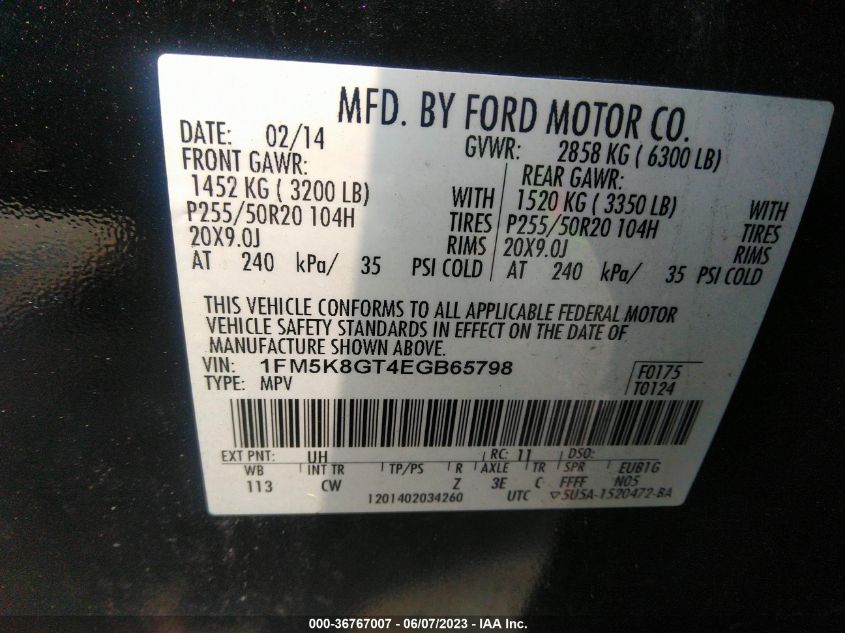 MFD. BY FORD MOTOR CO.
DATE: 02/14 GVWR: 2858 KG ( 6300 LB)
FRONT GAWR: REAR GAWR:
1452 KG ( 3200 LB) WITH 1520 KG ( 3350 LB) WITH
P255/50R20 104H TIRES P255/50R20 104H TIRES
20X9.0J RIMS 20X9.0J RIMS
AT 240 kPa/ 35 PSI COLD AT 240 kPa/ 35 PSI COLD
THIS VEHICLE CONFORMS TO ALL APPLICABLE FEDERAL MOTOR
VEHICLE SAFETY STANDARDS IN EFFECT ON THE DATE OF
MANUFACTURE SHOWN ABOVE.
VIN: 1FM5K8GT4EGB65798 F0175
TYPE: MPV T0124
EXT PNT: UH RC: 11 DSO:
WB INT TR TP/PS R AXLE TR SPR EUB1G
113 CW Z 3E C FFFF N05
1201402034260 UTC ▽5U5A-1520472-BA
000-36767007 - 06/07/2023 - IAA Inc.